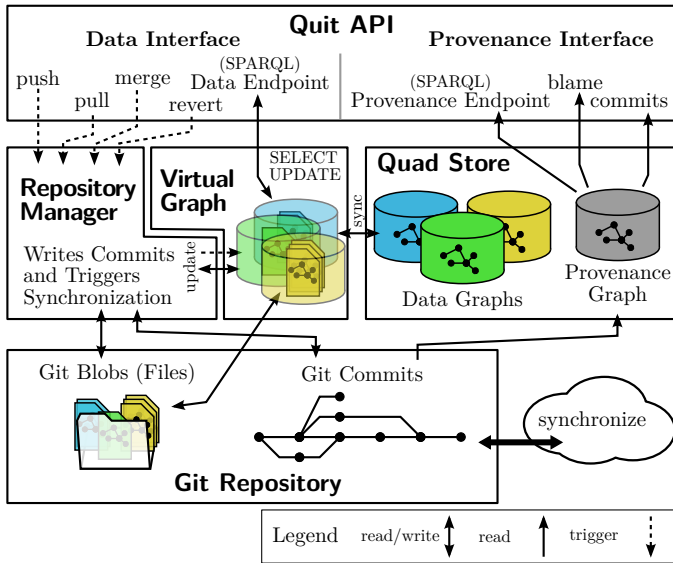 Quit API
Data Interface
Provenance Interface
push
pull
merge
revert
(SPARQL)
Data Endpoint
(SPARQL)
Provenance Endpoint
blame
commits
Repository
Manager
Writes Commits
and Triggers
Synchronization
update
Virtual
Graph
SELECT
UPDATE
sync
Quad Store
Data Graphs
Provenance
Graph
Git Blobs (Files)
Git Commits
Git Repository
synchronize
Legend
read/write
read
trigger